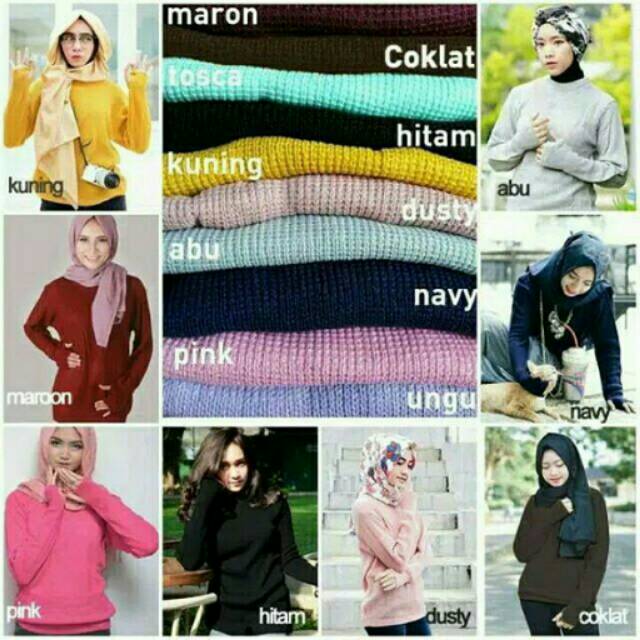 maron
Coklat
tosca
hitam
kuning
dusty
abu
navy
pink
ungu
kuning
abu
maroon
navy
pink
hitam
dusty
coklat